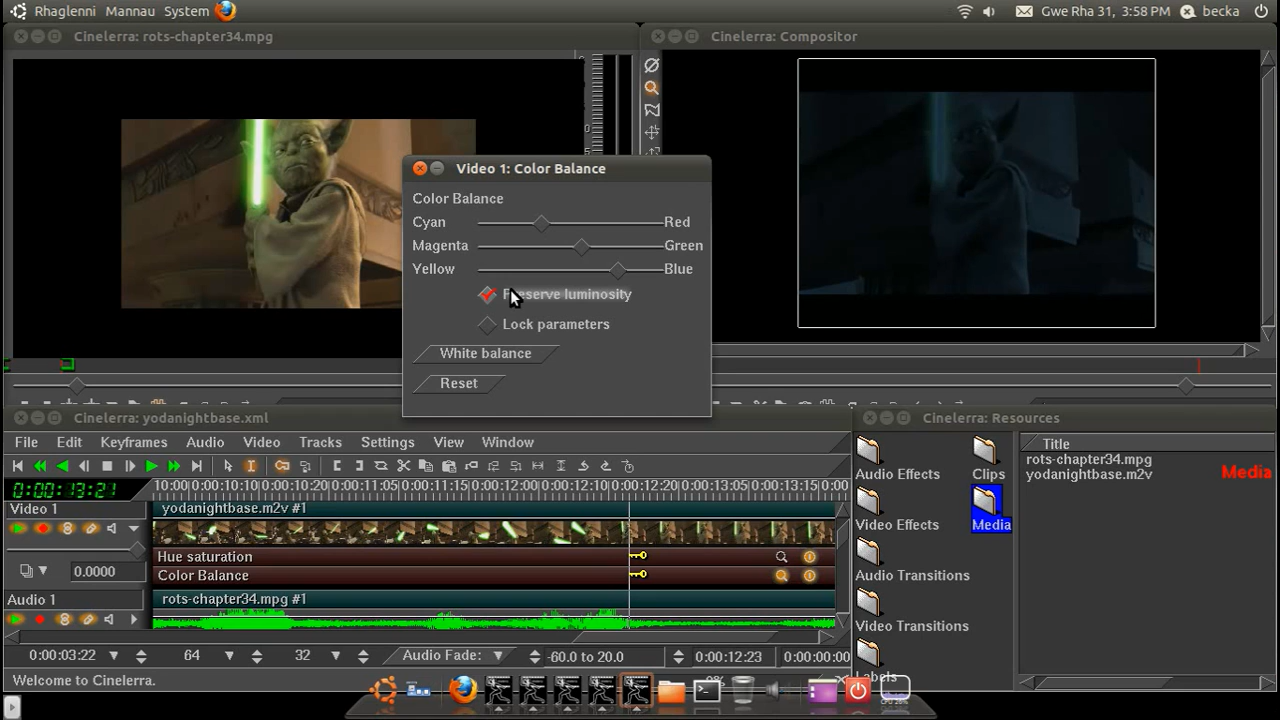 Rhaglenni Mannau System
Gwe Rha 31, 3:58 PM becka
Cinelerra: rots-chapter34.mpg
Cinelerra: Compositor
Video 1: Color Balance
Color Balance
Cyan Red
Magenta Green
Yellow Blue
Preserve luminosity
Lock parameters
White balance
Reset
Cinelerra: yodanightbase.xml
File Edit Keyframes Audio Video Tracks Settings View Window
0:00:13:21
Video 1
yodanightbase.m2v #1
Hue saturation
Color Balance
0.0000
Audio 1
rots-chapter34.mpg #1
0:00:03:22 64 32 Audio Fade: -60.0 to 20.0 0:00:12:23 0:00:00:00
Welcome to Cinelerra.
0%
Cinelerra: Resources
Audio Effects
Clips
Video Effects
Media
Audio Transitions
Video Transitions
Labels
Title
rots-chapter34.mpg
yodanightbase.m2v
Media